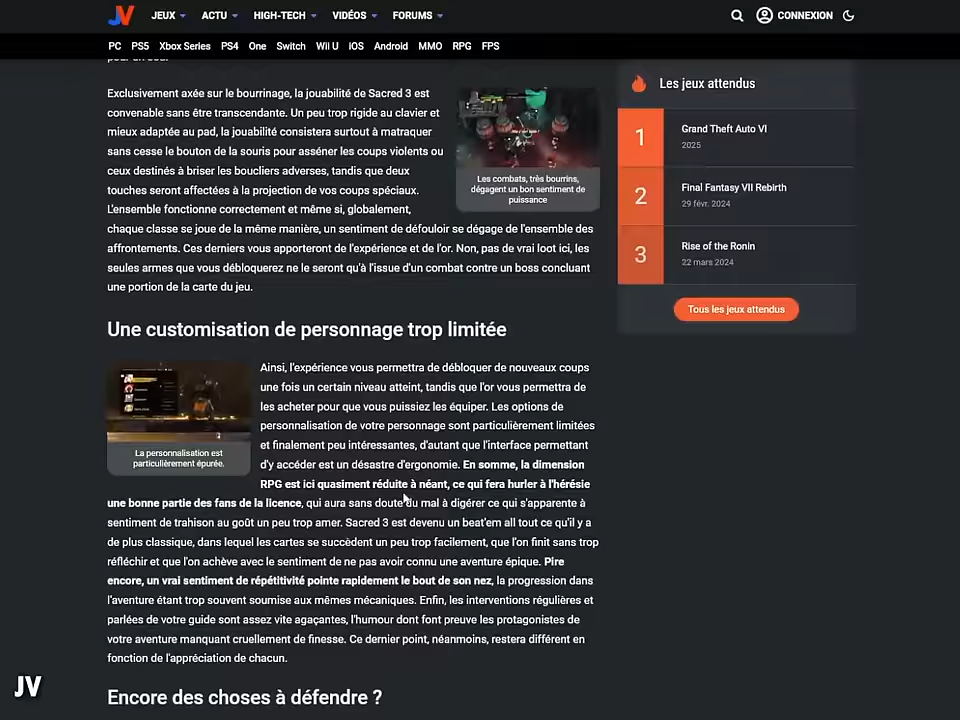 JV JEUX ACTU HIGH-TECH VIDÉOS FORUMS CONNEXION
PC PS5 Xbox Series PS4 One Switch Wii U iOS Android MMO RPG FPS
Exclusivement axée sur le bourrinage, la jouabilité de Sacred 3 est
convenable sans être transcendante. Un peu trop rigide au clavier et
mieux adaptée au pad, la jouabilité consistera surtout à matraquer
sans cesse le bouton de la souris pour asséner les coups violents ou
ceux destinés à briser les boucliers adverses, tandis que deux
touches seront affectées à la projection de vos coups spéciaux.
L'ensemble fonctionne correctement et même si, globalement,
chaque classe se joue de la même manière, un sentiment de défouloir se dégage de l'ensemble des
affrontements. Ces derniers vous apporteront de l'expérience et de l'or. Non, pas de vrai loot ici, les
seules armes que vous débloquerez ne le seront qu'à l'issue d'un combat contre un boss concluant
une portion de la carte du jeu.
Les combats, très bourrins,
dégagent un bon sentiment de
puissance
Une customisation de personnage trop limitée
La personnalisation est
particulièrement épurée.
Ainsi, l'expérience vous permettra de débloquer de nouveaux coups
une fois un certain niveau atteint, tandis que l'or vous permettra de
les acheter pour que vous puissiez les équiper. Les options de
personnalisation de votre personnage sont particulièrement limitées
et finalement peu intéressantes, d'autant que l'interface permettant
d'y accéder est un désastre d'ergonomie. En somme, la dimension
RPG est ici quasiment réduite à néant, ce qui fera hurler à l'hérésie
une bonne partie des fans de la licence, qui aura sans doute du mal à digérer ce qui s'apparente à
sentiment de trahison au goût un peu trop amer. Sacred 3 est devenu un beat'em all tout ce qu'il y a
de plus classique, dans lequel les cartes se succèdent un peu trop facilement, que l'on finit sans trop
réfléchir et que l'on achève avec le sentiment de ne pas avoir connu une aventure épique. Pire
encore, un vrai sentiment de répétitivité pointe rapidement le bout de son nez, la progression dans
l'aventure étant trop souvent soumise aux mêmes mécaniques. Enfin, les interventions régulières et
parlées de votre guide sont assez vite agaçantes, l'humour dont font preuve les protagonistes de
votre aventure manquant cruellement de finesse. Ce dernier point, néanmoins, restera différent en
fonction de l'appréciation de chacun.
Encore des choses à défendre ?
Les jeux attendus
1 Grand Theft Auto VI
2025
2 Final Fantasy VII Rebirth
29 févr. 2024
3 Rise of the Ronin
22 mars 2024
Tous les jeux attendus
JV